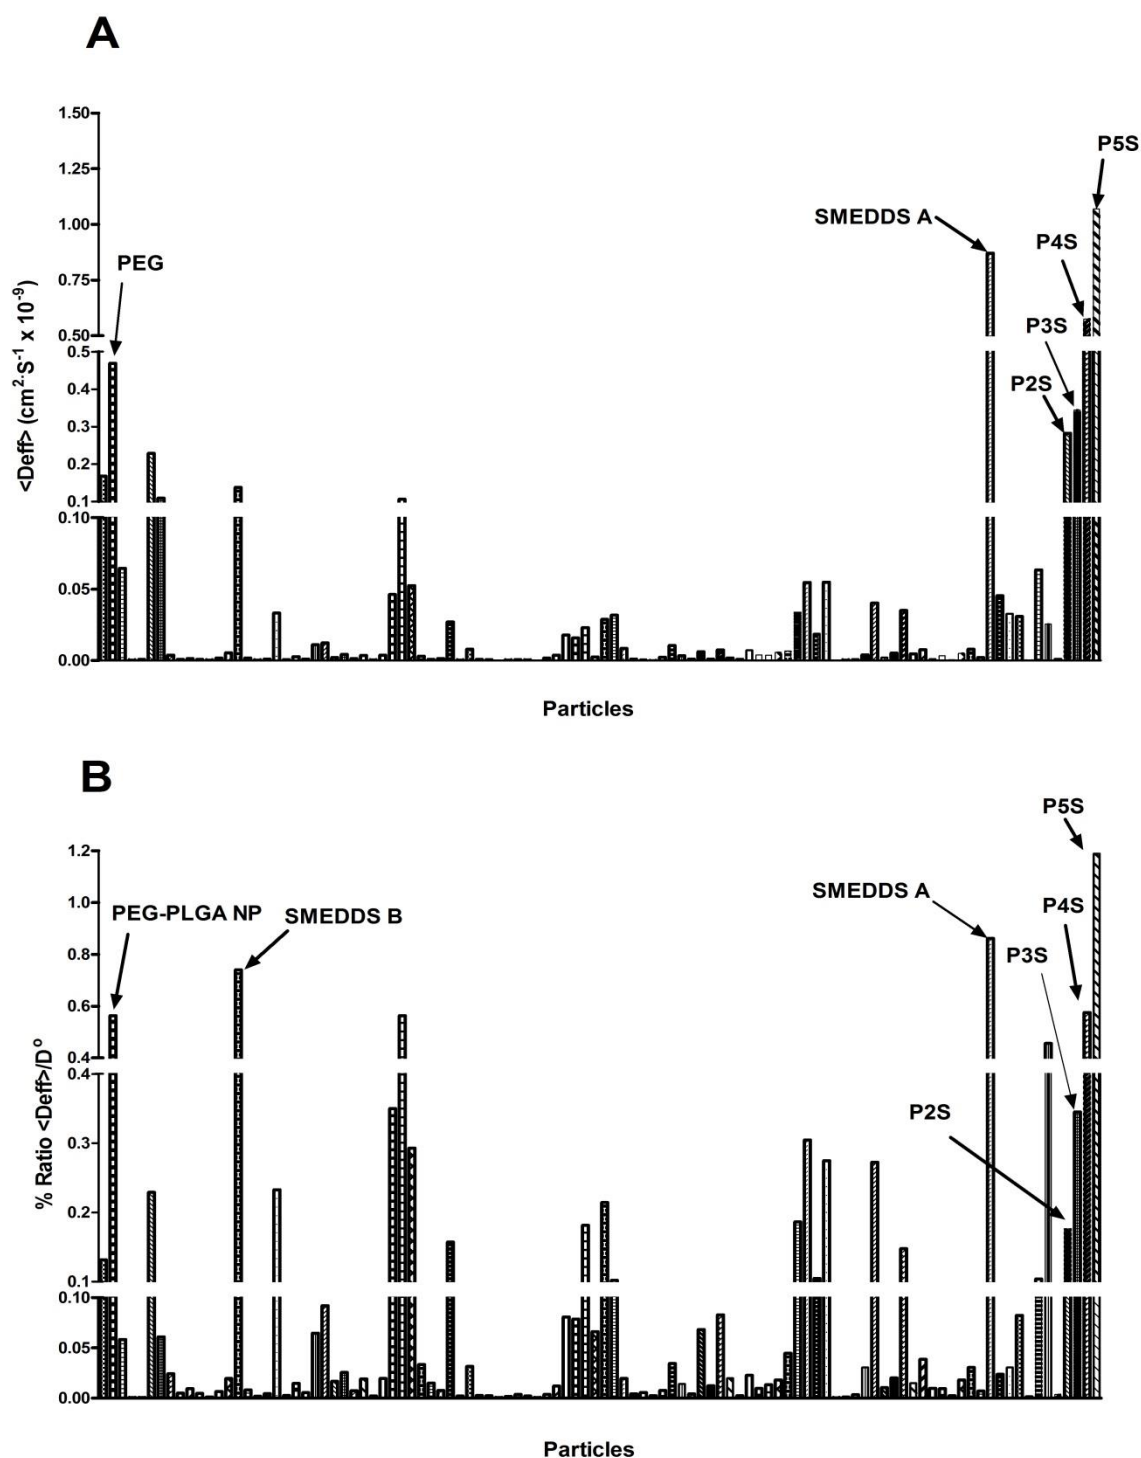 A
1.50
1.25
1.00
0.75
0.50
0.5
0.4
0.3
0.2
0.1
0.10
0.05
0.00
<Deff> (cm²·S⁻¹ x 10⁻⁹)
PEG
SMEDDS A
P5S
P4S
P3S
P2S
Particles
B
1.2
1.0
0.8
0.6
0.4
0.4
0.3
0.2
0.1
0.10
0.05
0.00
% Ratio <Deff>/D°
PEG-PLGA NP
SMEDDS B
SMEDDS A
P5S
P4S
P3S
P2S
Particles